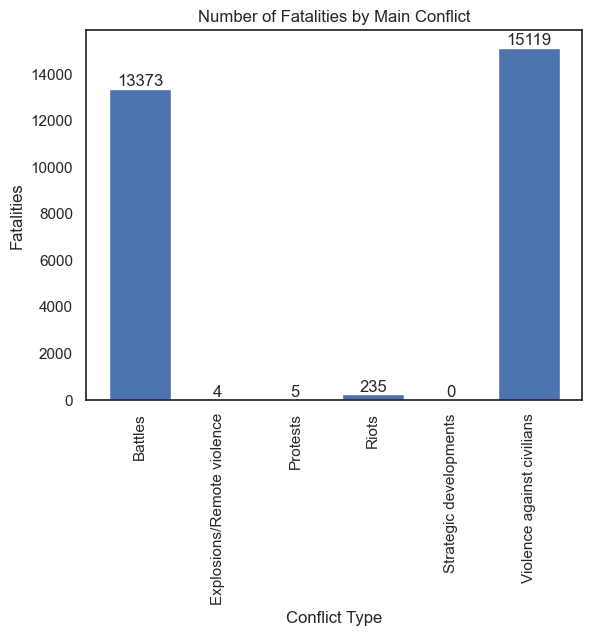 Number of Fatalities by Main Conflict
15119
14000
13373
12000
10000
8000
6000
4000
2000
0
4
5
235
0
Fatalities
Battles
Explosions/Remote violence
Protests
Riots
Strategic developments
Violence against civilians
Conflict Type